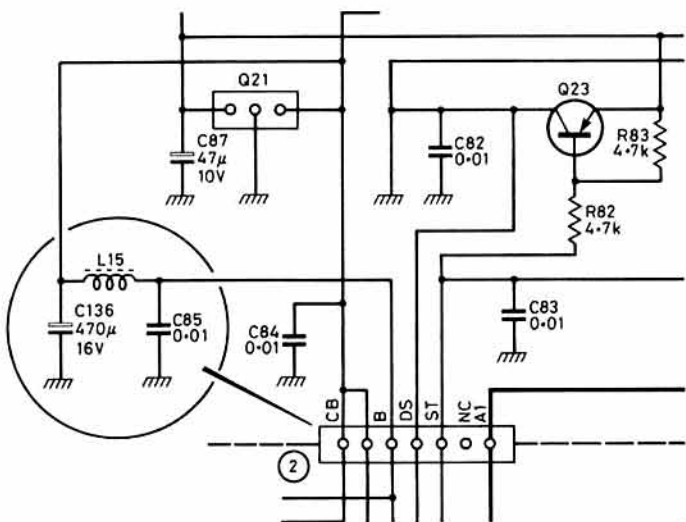 Q21
C87
47µ
10V
C82
0·01
Q23
R83
4·7k
R82
4·7k
L15
C136
470µ
16V
C85
0·01
C84
0·01
C83
0·01
CB
B
DS
ST
NC
A1
2